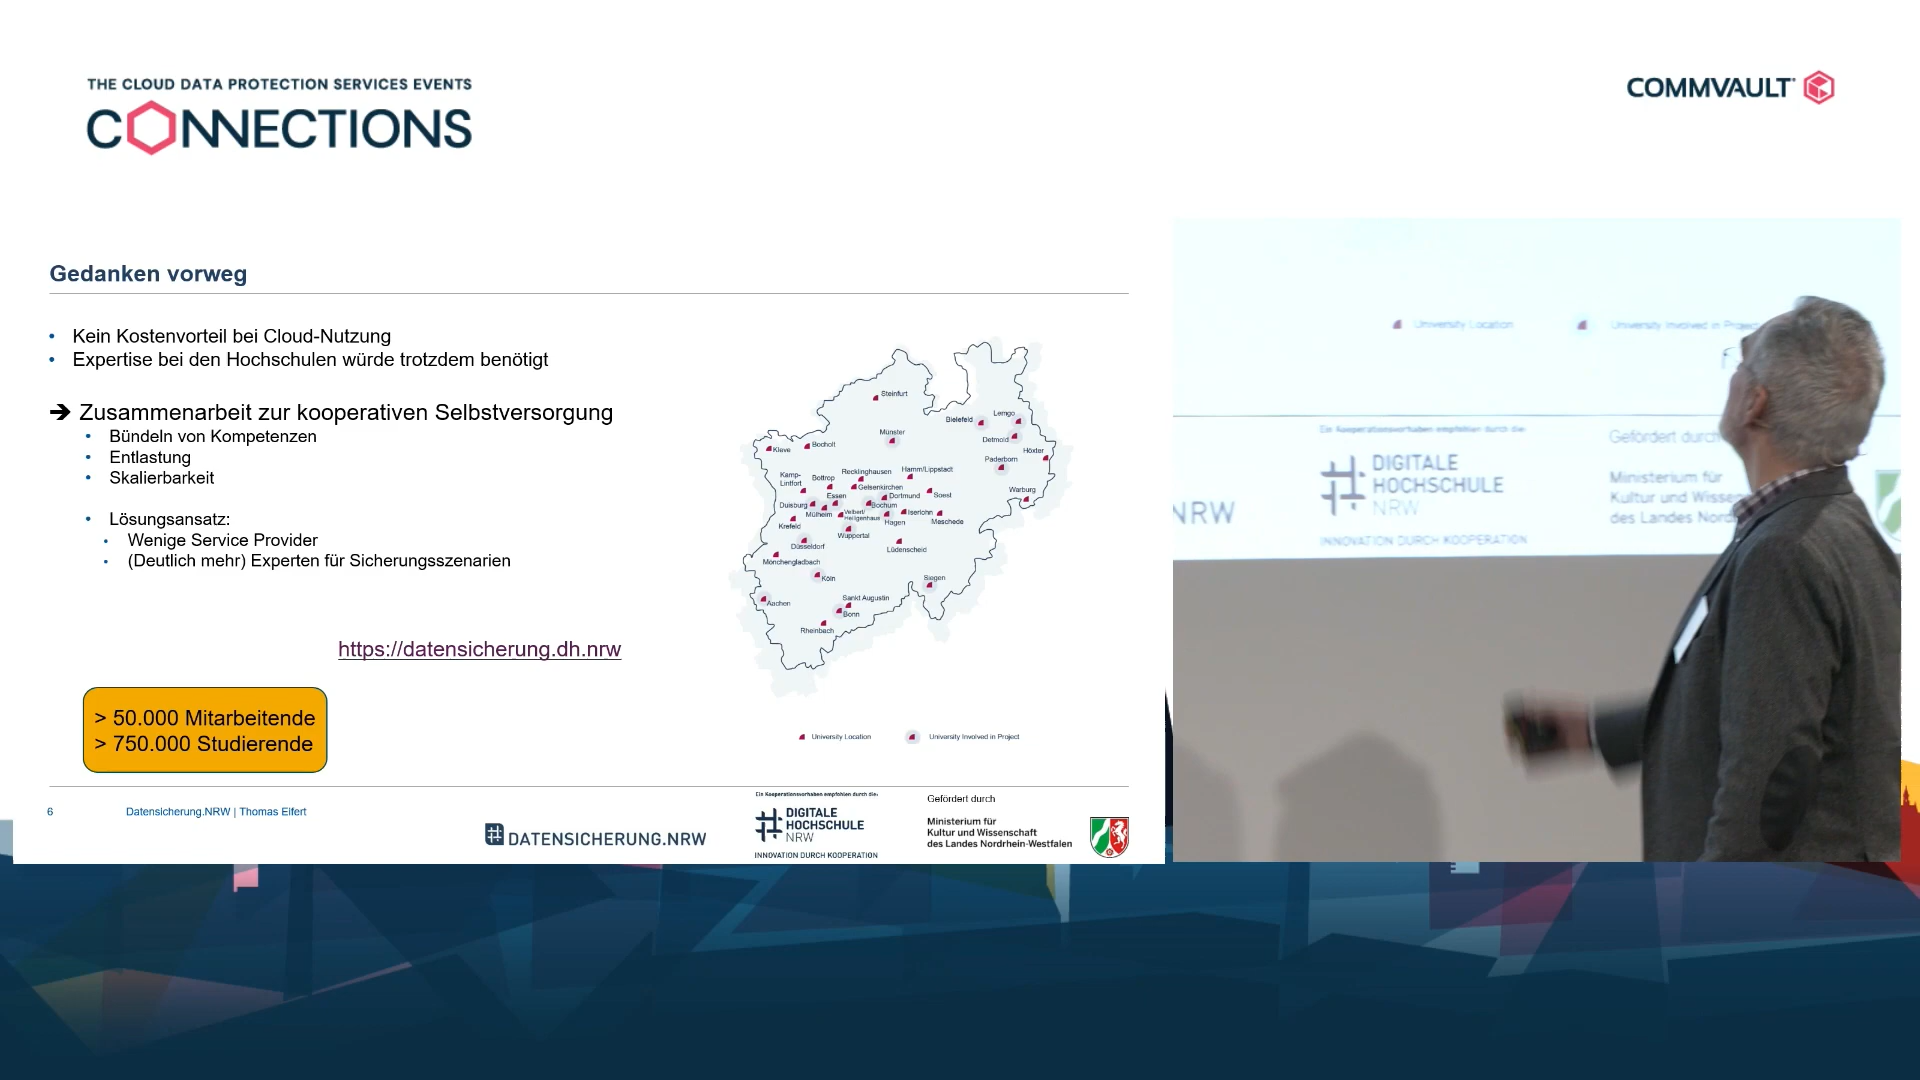 THE CLOUD DATA PROTECTION SERVICES EVENTS
CONNECTIONS
COMMVAULT
Gedanken vorweg
• Kein Kostenvorteil bei Cloud-Nutzung
• Expertise bei den Hochschulen würde trotzdem benötigt
➔ Zusammenarbeit zur kooperativen Selbstversorgung
• Bündeln von Kompetenzen
• Entlastung
• Skalierbarkeit
• Lösungsansatz:
• Wenige Service Provider
• (Deutlich mehr) Experten für Sicherungsszenarien
https://datensicherung.dh.nrw
> 50.000 Mitarbeitende
> 750.000 Studierende
Steinfurt
Bielefeld
Lemgo
Münster
Detmold
Bocholt
Kleve
Höxter
Paderborn
Recklinghausen
Hamm/Lippstadt
Kamp-
Lintfort
Bottrop
Gelsenkirchen
Warburg
Essen
Dortmund
Soest
Duisburg
Bochum
Mülheim
Velbert/
Heiligenhaus
Iserlohn
Krefeld
Hagen
Meschede
Wuppertal
Düsseldorf
Lüdenscheid
Mönchengladbach
Köln
Siegen
Aachen
Sankt Augustin
Bonn
Rheinbach
University Location
University Involved in Project
6
Datensicherung.NRW | Thomas Eifert
DATENSICHERUNG.NRW
Ein Kooperationsvorhaben empfohlen durch die:
DIGITALE
HOCHSCHULE
NRW
INNOVATION DURCH KOOPERATION
Gefördert durch
Ministerium für
Kultur und Wissenschaft
des Landes Nordrhein-Westfalen
University Location
University Involved in Project
Ein Kooperationsvorhaben empfohlen durch die:
DIGITALE
HOCHSCHULE
NRW
INNOVATION DURCH KOOPERATION
NRW
Gefördert durch
Ministerium für
Kultur und Wissen
des Landes Nord